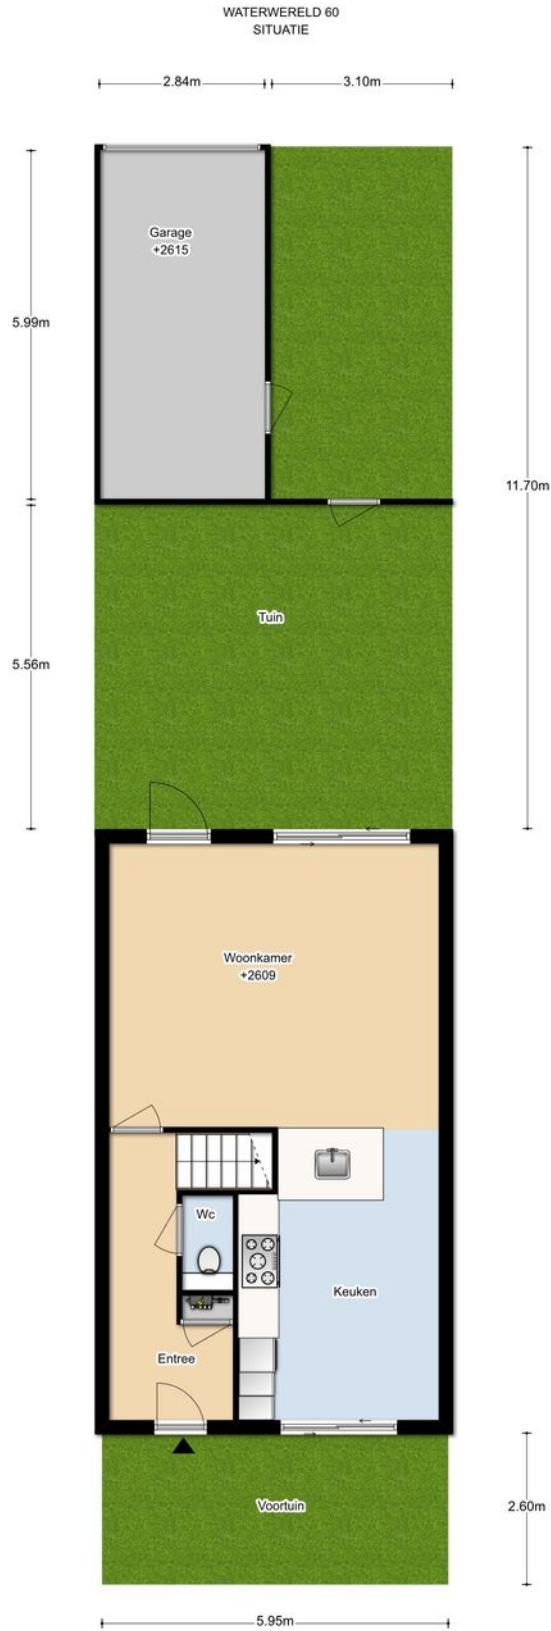 WATERWERELD 60
SITUATIE
2.84m
3.10m
Garage
+2615
5.99m
11.70m
Tuin
5.56m
Woonkamer
+2609
Wc
Keuken
Entree
Voortuin
2.60m
5.95m